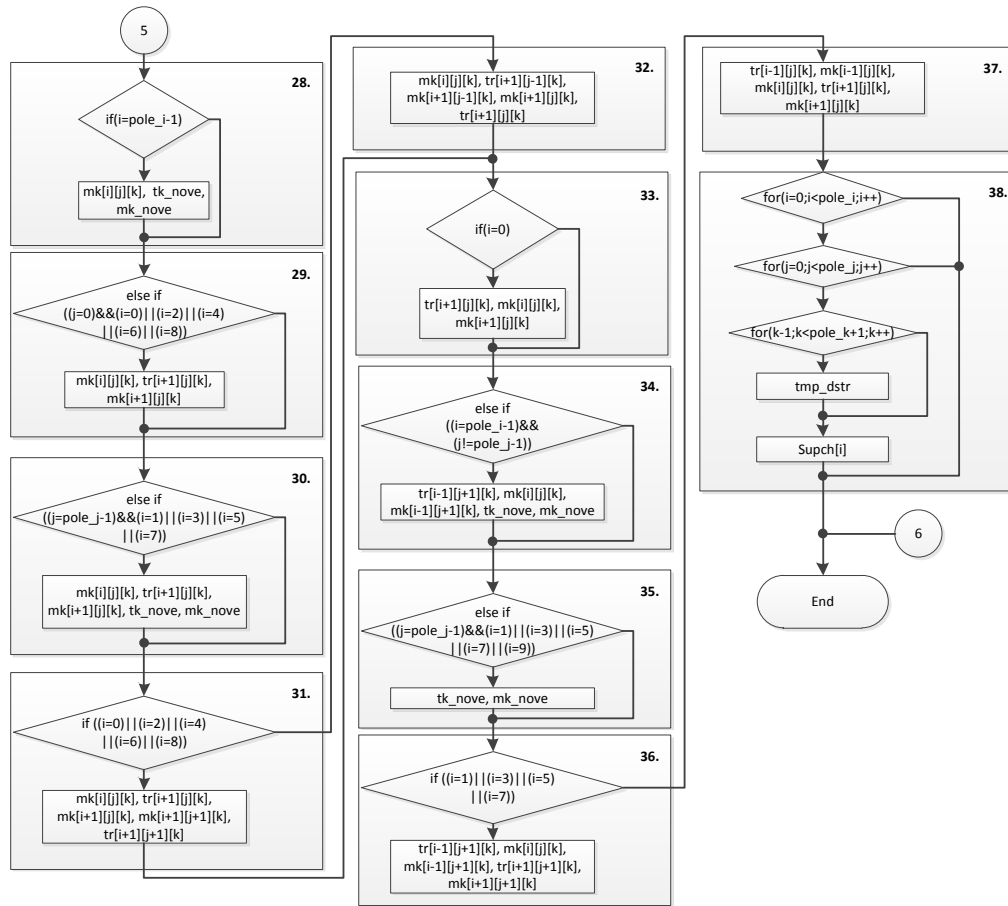 5
28.
if(i=pole_i-1)
mk[i][j][k],  tk_nove,
mk_nove
29.
else if
((j=0)&&(i=0)||(i=2)||(i=4)
||(i=6)||(i=8))
mk[i][j][k], tr[i+1][j][k],
mk[i+1][j][k]
30.
else if
((j=pole_j-1)&&(i=1)||(i=3)||(i=5)
||(i=7))
mk[i][j][k], tr[i+1][j][k],
mk[i+1][j][k], tk_nove, mk_nove
31.
if ((i=0)||(i=2)||(i=4)
||(i=6)||(i=8))
mk[i][j][k], tr[i+1][j][k],
mk[i+1][j][k], mk[i+1][j+1][k],
tr[i+1][j+1][k]
32.
mk[i][j][k], tr[i+1][j-1][k],
mk[i+1][j-1][k], mk[i+1][j][k],
tr[i+1][j][k]
33.
if(i=0)
tr[i+1][j][k], mk[i][j][k],
mk[i+1][j][k]
34.
else if
((i=pole_i-1)&&
(j!=pole_j-1))
tr[i-1][j+1][k], mk[i][j][k],
mk[i-1][j+1][k], tk_nove, mk_nove
35.
else if
((j=pole_j-1)&&(i=1)||(i=3)||(i=5)
||(i=7)||(i=9))
tk_nove, mk_nove
36.
if ((i=1)||(i=3)||(i=5)
||(i=7))
tr[i-1][j+1][k], mk[i][j][k],
mk[i-1][j+1][k], tr[i+1][j+1][k],
mk[i+1][j+1][k]
37.
tr[i-1][j][k], mk[i-1][j][k],
mk[i][j][k], tr[i+1][j][k],
mk[i+1][j][k]
38.
for(i=0;i<pole_i;i++)
for(j=0;j<pole_j;j++)
for(k-1;k<pole_k+1;k++)
tmp_dstr
Supch[i]
6
End